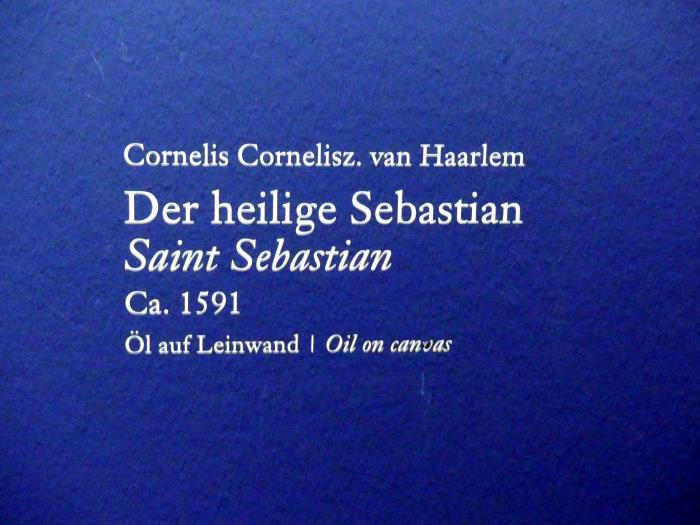 Cornelis Cornelisz. van Haarlem
Der heilige Sebastian
Saint Sebastian
Ca. 1591
Öl auf Leinwand | Oil on canvas